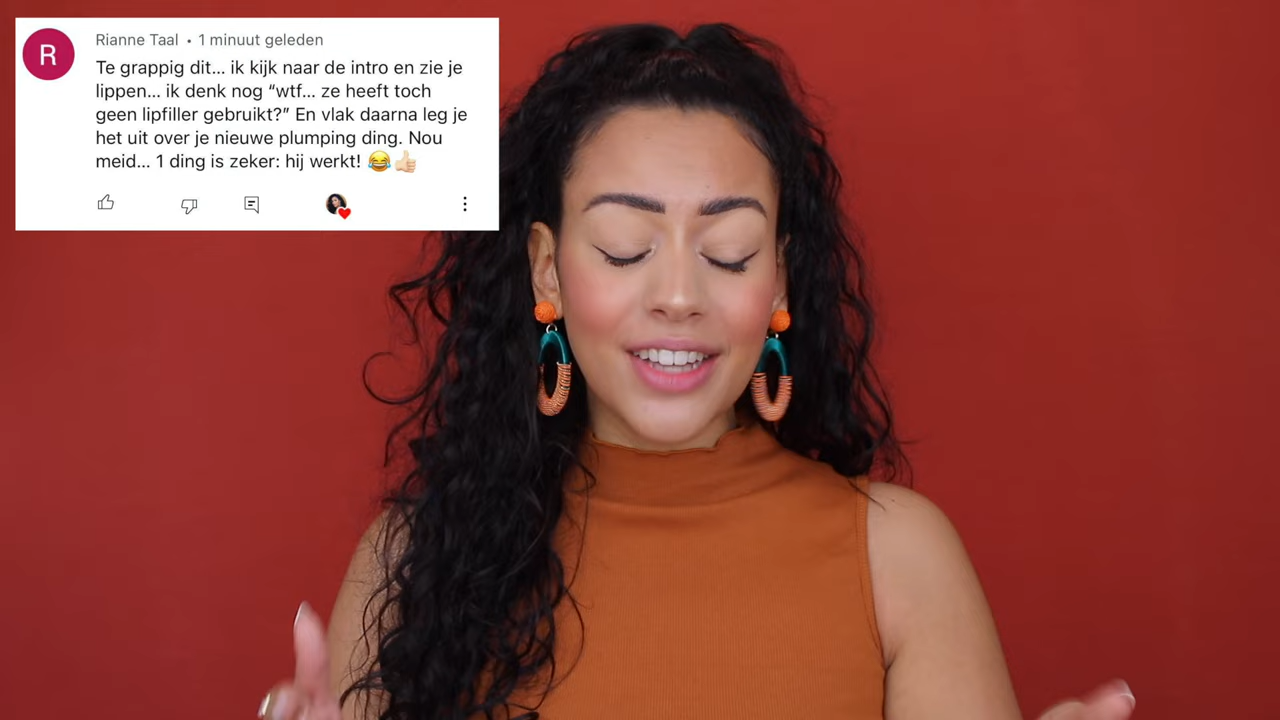 R
Rianne Taal • 1 minuut geleden
Te grappig dit... ik kijk naar de intro en zie je
lippen... ik denk nog “wtf... ze heeft toch
geen lipfiller gebruikt?” En vlak daarna leg je
het uit over je nieuwe plumping ding. Nou
meid... 1 ding is zeker: hij werkt! 😂👍🏻